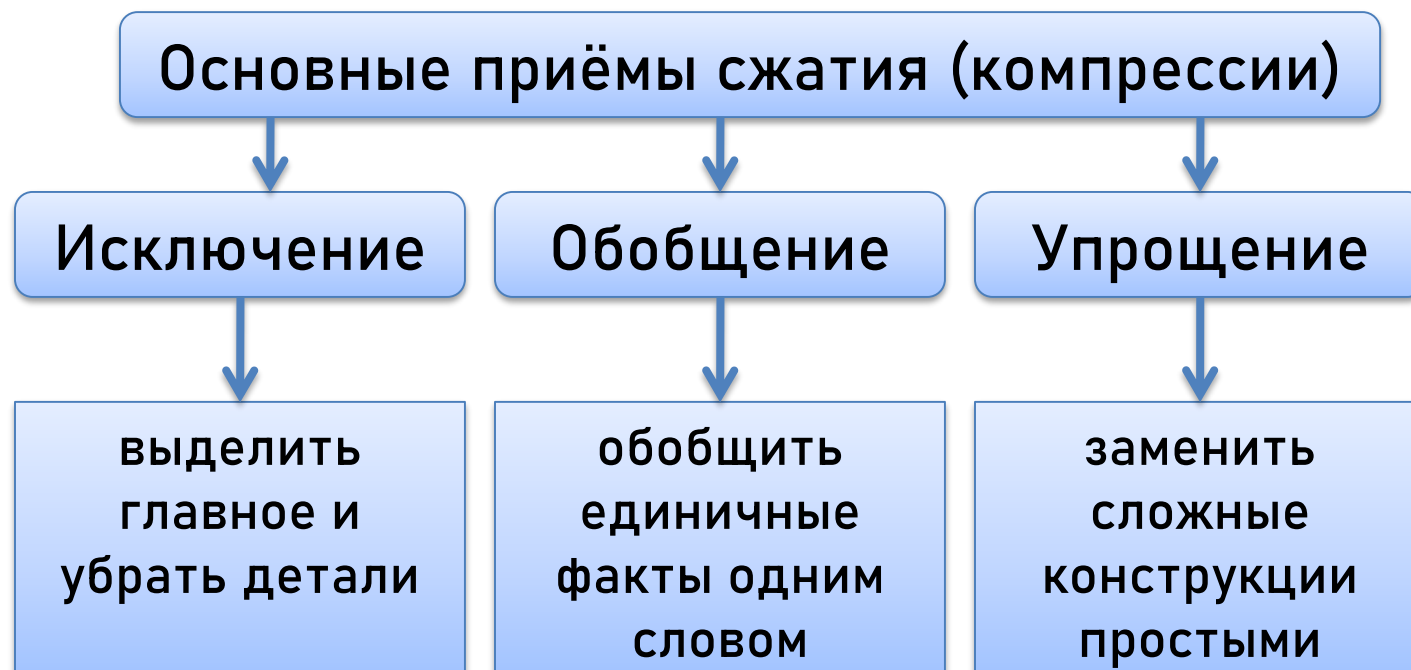 Основные приёмы сжатия (компрессии)
Исключение
Обобщение
Упрощение
выделить
главное и
убрать детали
обобщить
единичные
факты одним
словом
заменить
сложные
конструкции
простыми